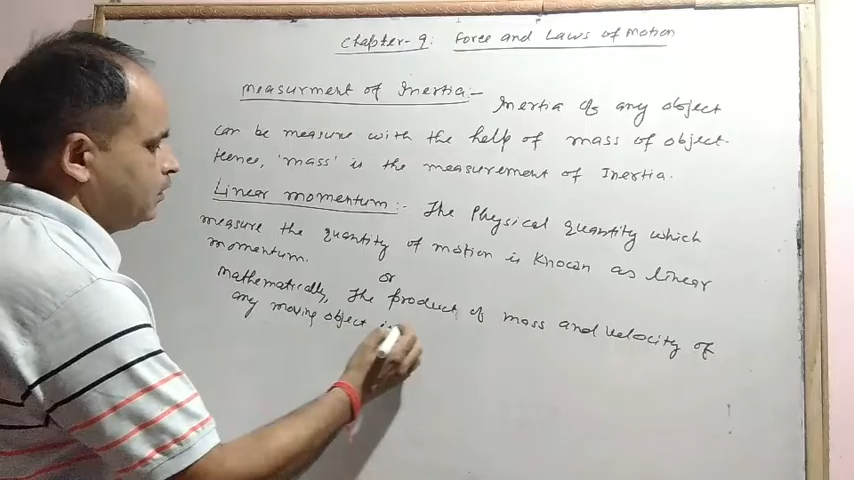 Chapter-9: Force and Laws of Motion
Measurment of Inertia:- Inertia of any object
can be measure with the help of mass of object.
Hence, 'mass' is the measurement of Inertia.
Linear momentum:- The Physical quantity which
measure the quantity of motion is Known as linear
momentum.
or
Mathematically, The product of mass and velocity of
any moving object is